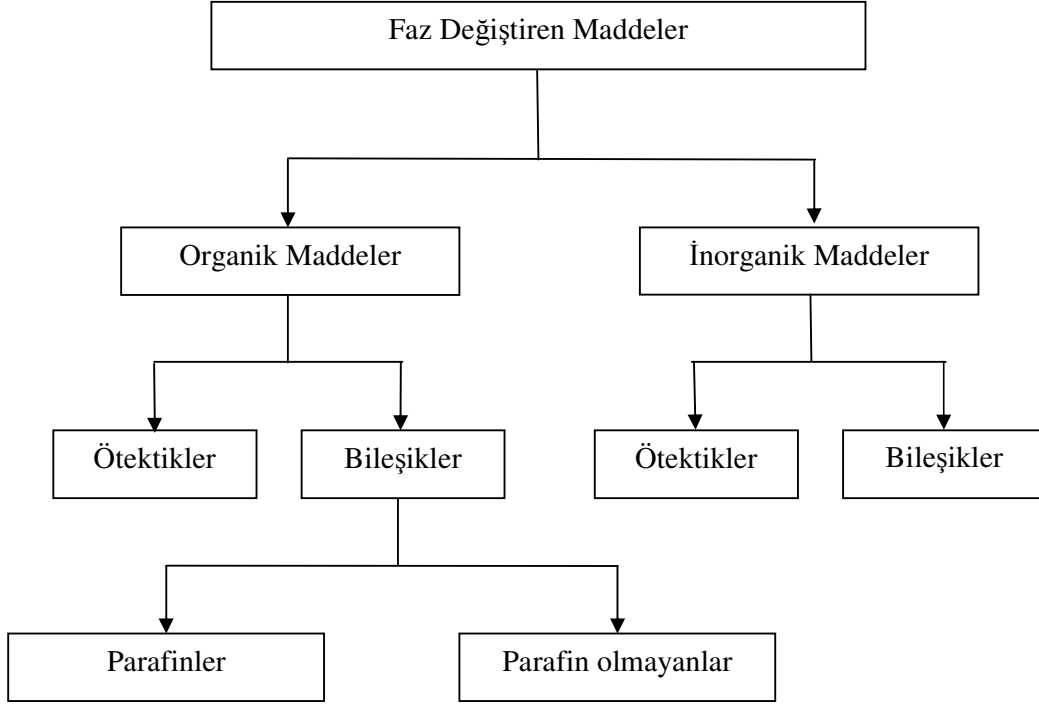 Faz Değiştiren Maddeler
Organik Maddeler
İnorganik Maddeler
Ötektikler
Bileşikler
Ötektikler
Bileşikler
Parafinler
Parafin olmayanlar